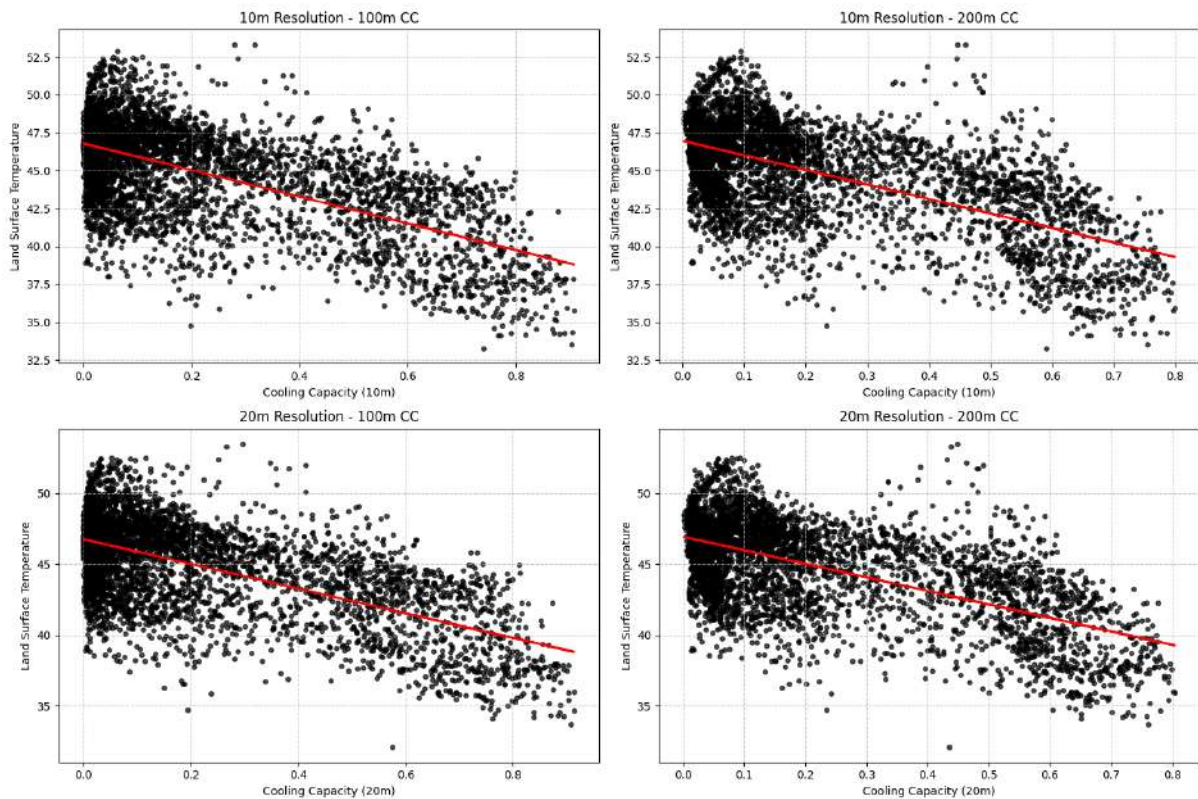 10m Resolution - 100m CC
Land Surface Temperature
52.5
50.0
47.5
45.0
42.5
40.0
37.5
35.0
32.5
0.0 0.2 0.4 0.6 0.8
Cooling Capacity (10m)
10m Resolution - 200m CC
Land Surface Temperature
52.5
50.0
47.5
45.0
42.5
40.0
37.5
35.0
32.5
0.0 0.1 0.2 0.3 0.4 0.5 0.6 0.7 0.8
Cooling Capacity (10m)
20m Resolution - 100m CC
Land Surface Temperature
50
45
40
35
0.0 0.2 0.4 0.6 0.8
Cooling Capacity (20m)
20m Resolution - 200m CC
Land Surface Temperature
50
45
40
35
0.0 0.1 0.2 0.3 0.4 0.5 0.6 0.7 0.8
Cooling Capacity (20m)